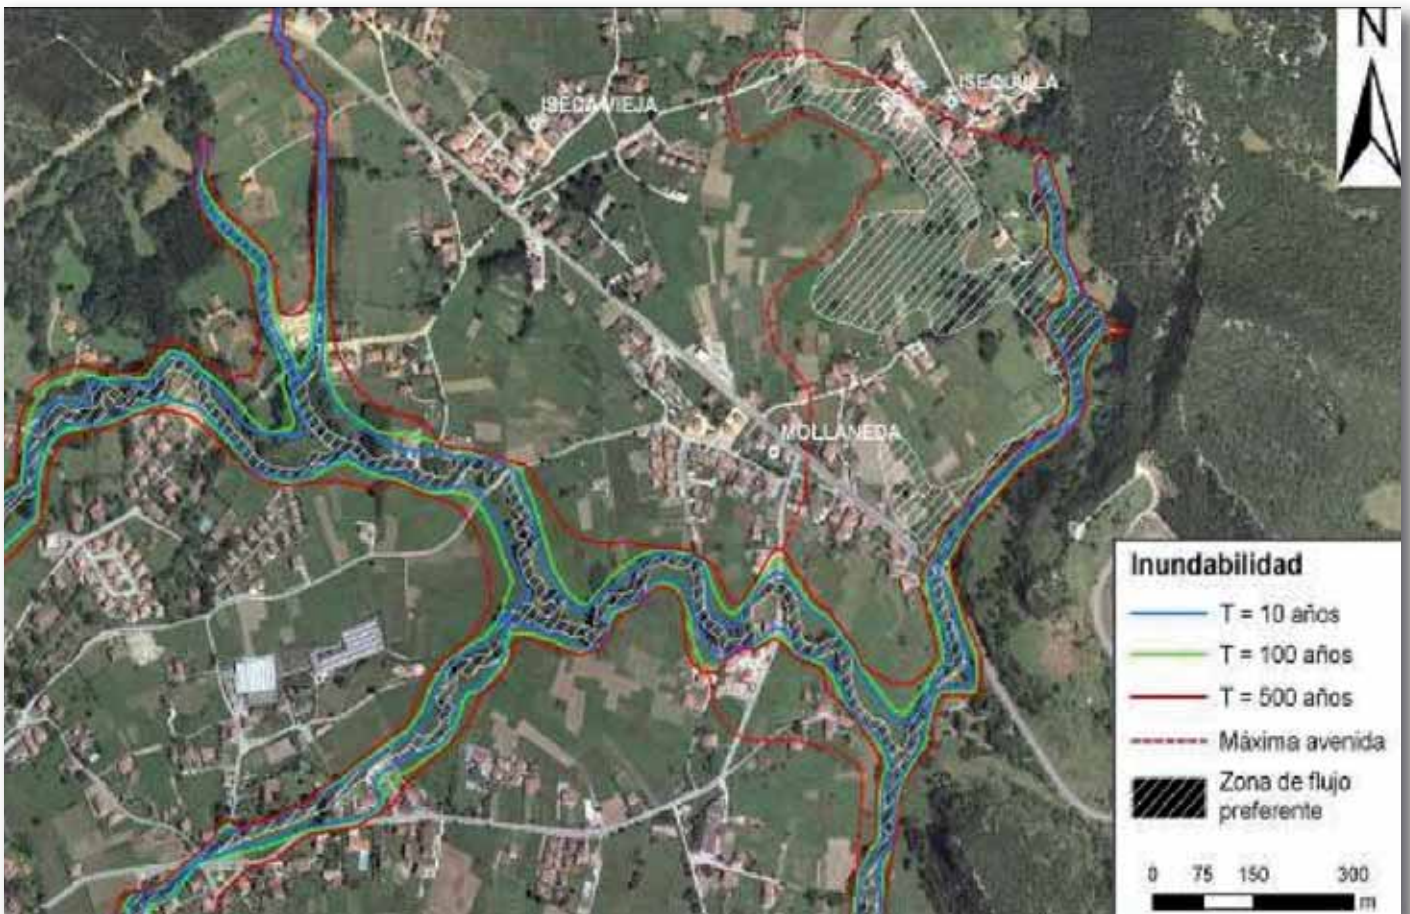 N
ISECAVIEJA
ISEQUILLA
MOLLANEDA
Inundabilidad
T = 10 años
T = 100 años
T = 500 años
Máxima avenida
Zona de flujo
preferente
0 75 150 300
m